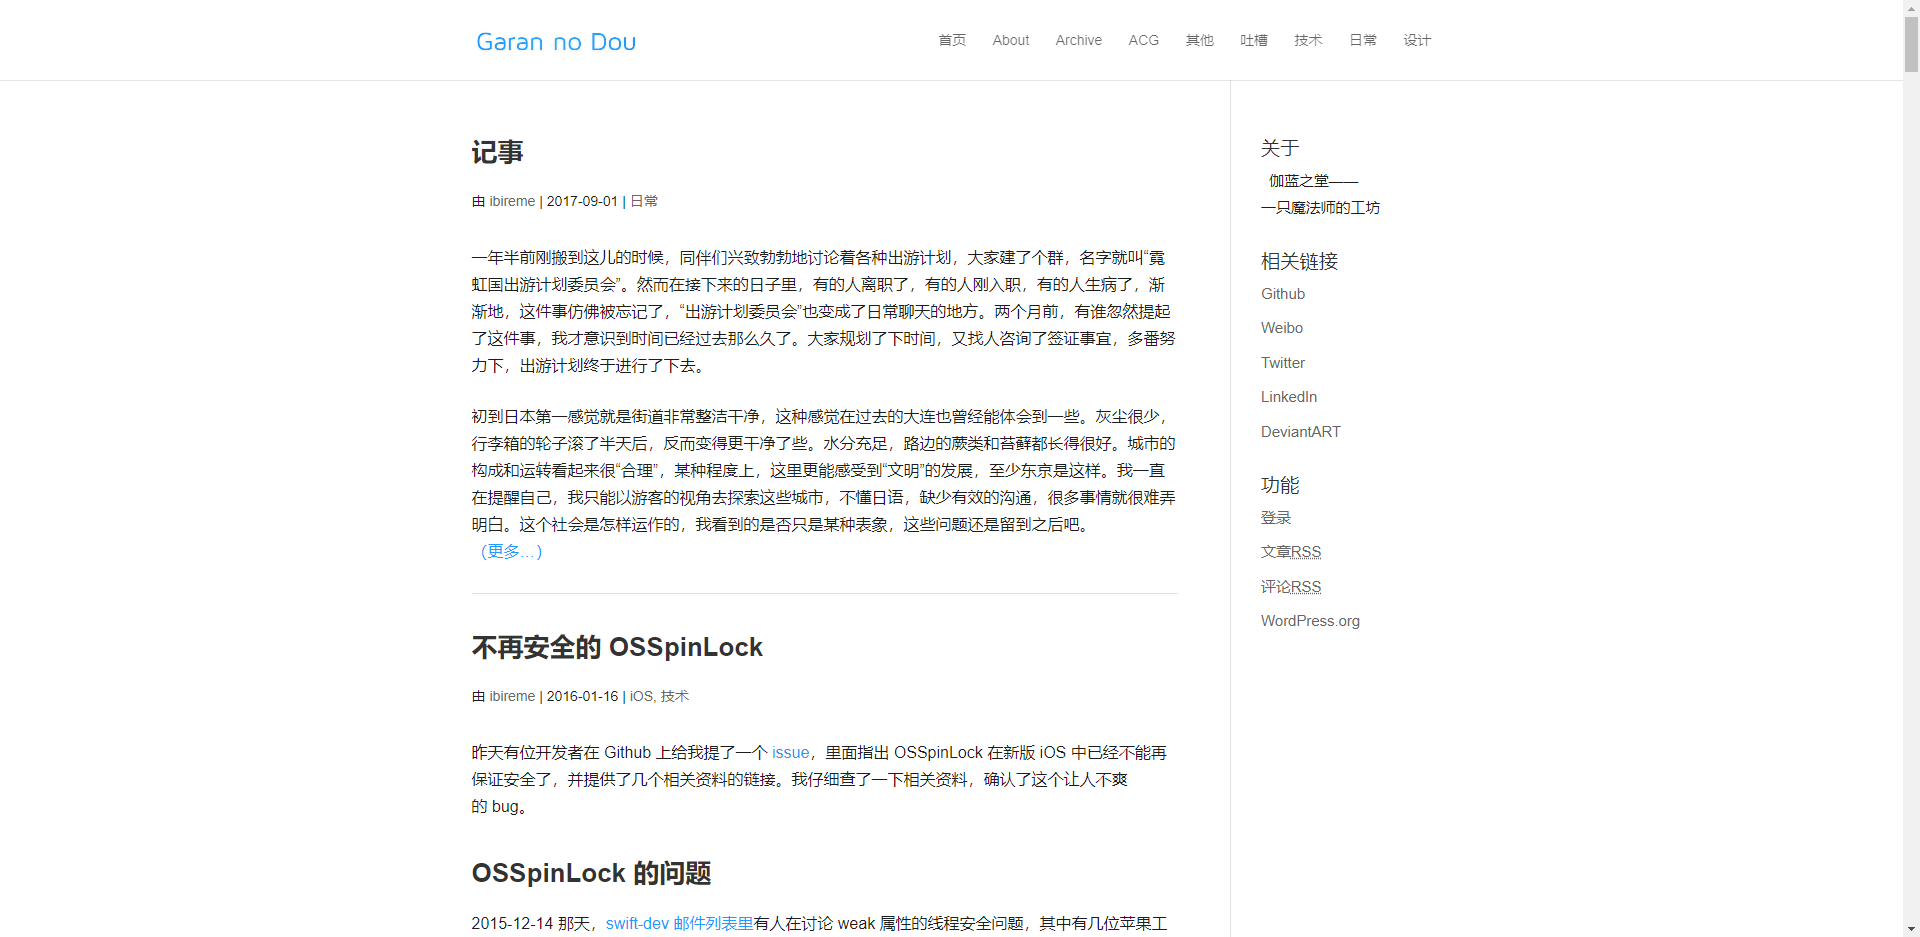 Garan no Dou
首页 About Archive ACG 其他 吐槽 技术 日常 设计
记事
由 ibireme | 2017-09-01 | 日常
一年半前刚搬到这儿的时候，同伴们兴致勃勃地讨论着各种出游计划，大家建了个群，名字就叫“霓
虹国出游计划委员会”。然而在接下来的日子里，有的人离职了，有的人刚入职，有的人生病了，渐
渐地，这件事仿佛被忘记了，“出游计划委员会”也变成了日常聊天的地方。两个月前，有谁忽然提起
了这件事，我才意识到时间已经过去那么久了。大家规划了下时间，又找人咨询了签证事宜，多番努
力下，出游计划终于进行了下去。
初到日本第一感觉就是街道非常整洁干净，这种感觉在过去的大连也曾经能体会到一些。灰尘很少，
行李箱的轮子滚了半天后，反而变得更干净了些。水分充足，路边的蕨类和苔藓都长得很好。城市的
构成和运转看起来很“合理”，某种程度上，这里更能感受到“文明”的发展，至少东京是这样。我一直
在提醒自己，我只能以游客的视角去探索这些城市，不懂日语，缺少有效的沟通，很多事情就很难弄
明白。这个社会是怎样运作的，我看到的是否只是某种表象，这些问题还是留到之后吧。
（更多…）
不再安全的 OSSpinLock
由 ibireme | 2016-01-16 | iOS, 技术
昨天有位开发者在 Github 上给我提了一个 issue，里面指出 OSSpinLock 在新版 iOS 中已经不能再
保证安全了，并提供了几个相关资料的链接。我仔细查了一下相关资料，确认了这个让人不爽
的 bug。
OSSpinLock 的问题
2015-12-14 那天，swift-dev 邮件列表里有人在讨论 weak 属性的线程安全问题，其中有几位苹果工
关于
伽蓝之堂——
一只魔法师的工坊
相关链接
Github
Weibo
Twitter
LinkedIn
DeviantART
功能
登录
文章RSS
评论RSS
WordPress.org